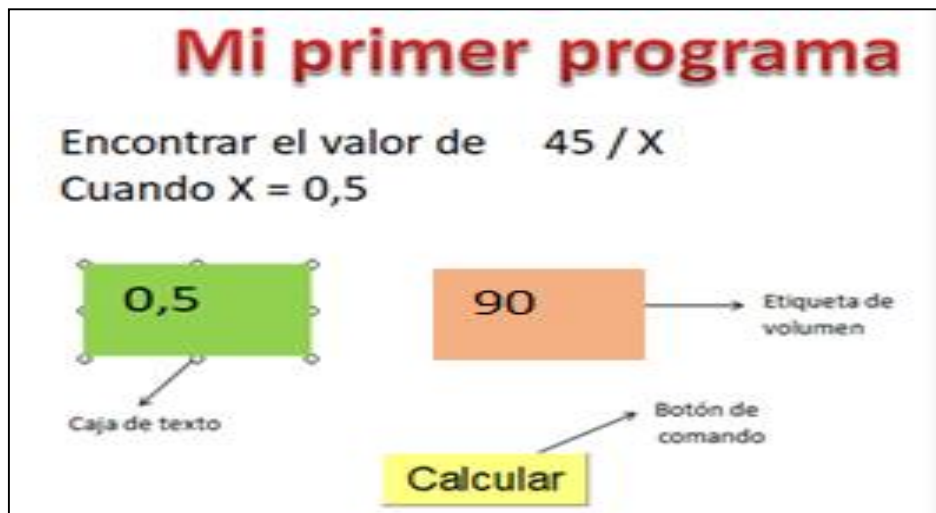 Mi primer programa
Encontrar el valor de 45 / X
Cuando X = 0,5
0,5
90
Etiqueta de
volumen
Caja de texto
Botón de
comando
Calcular